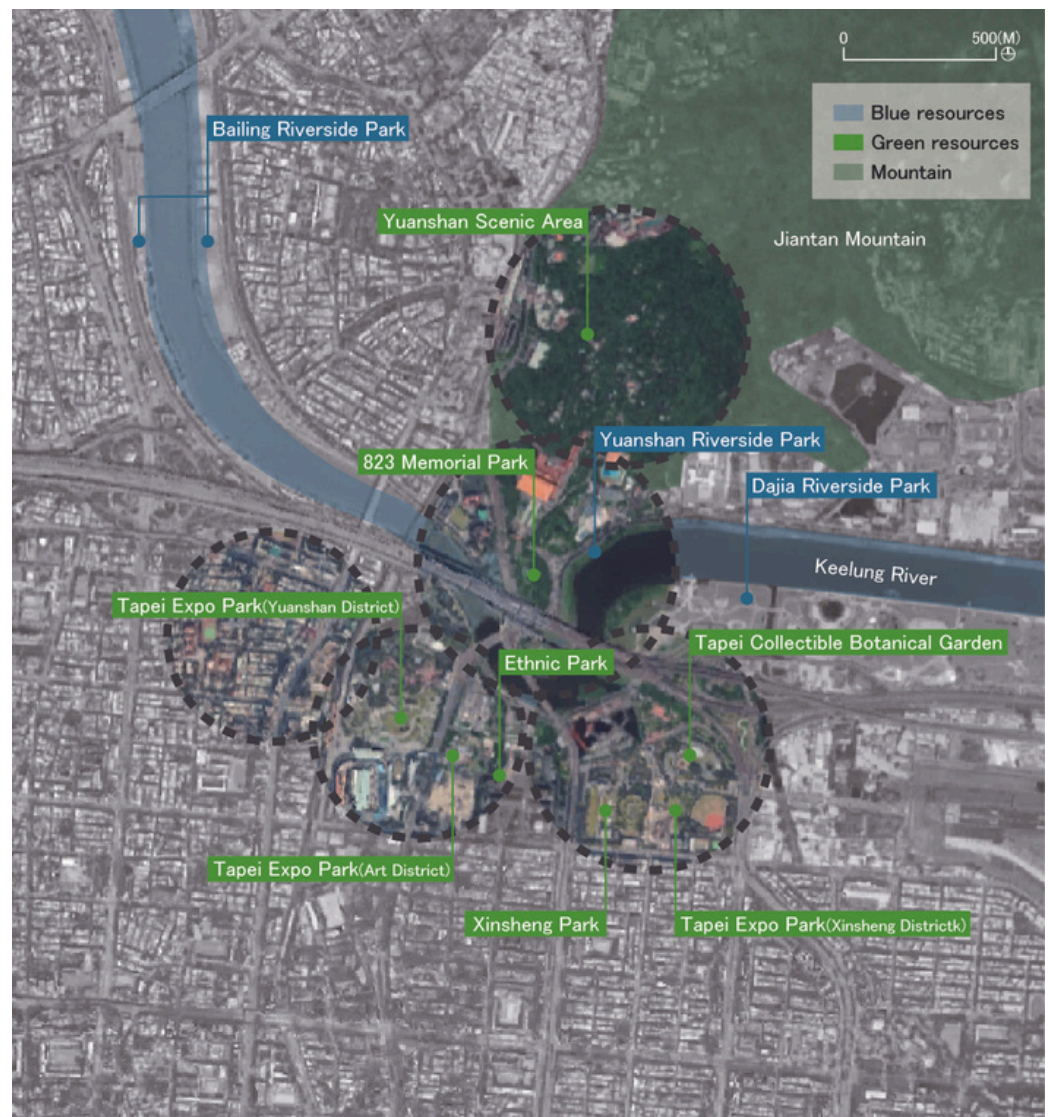 0 500(M)
Blue resources
Green resources
Mountain
Bailing Riverside Park
Yuanshan Scenic Area
Jiantan Mountain
Yuanshan Riverside Park
823 Memorial Park
Dajia Riverside Park
Keelung River
Tapei Expo Park(Yuanshan District)
Tapei Collectible Botanical Garden
Ethnic Park
Tapei Expo Park(Art District)
Xinsheng Park
Tapei Expo Park(Xinsheng Districtk)